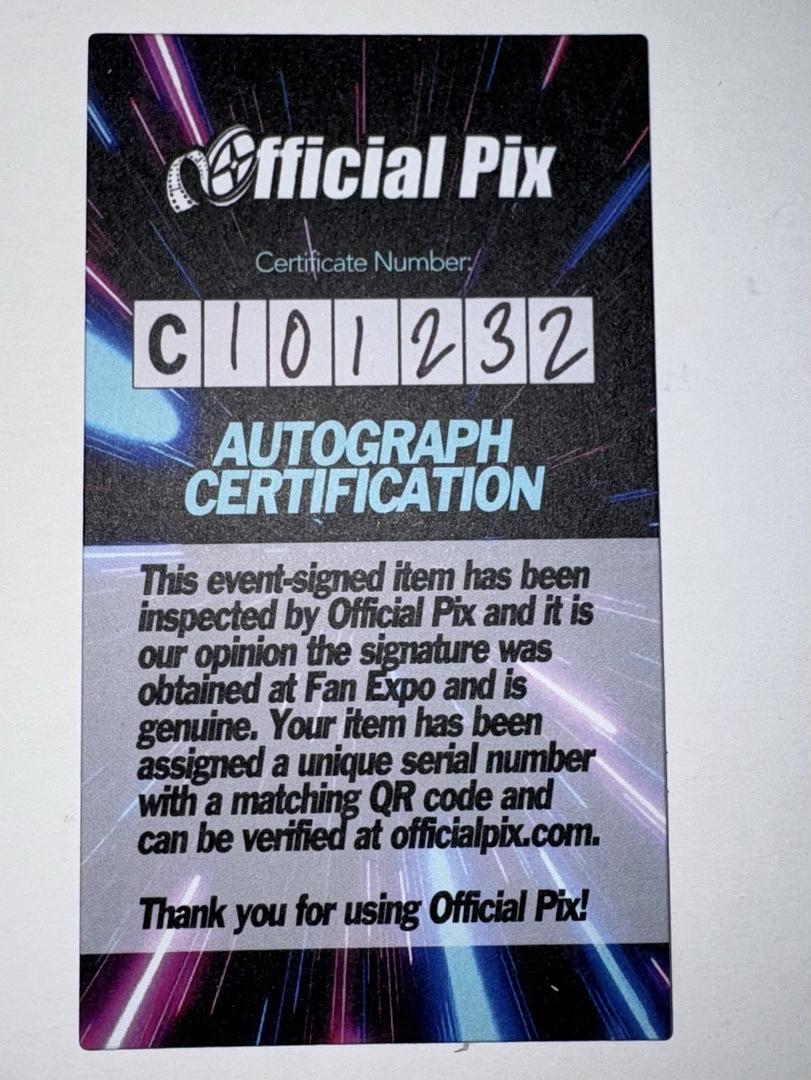 Official Pix
Certificate Number:
C101232
AUTOGRAPH
CERTIFICATION
This event-signed item has been
inspected by Official Pix and it is
our opinion the signature was
obtained at Fan Expo and is
genuine. Your item has been
assigned a unique serial number
with a matching QR code and
can be verified at officialpix.com.
Thank you for using Official Pix!